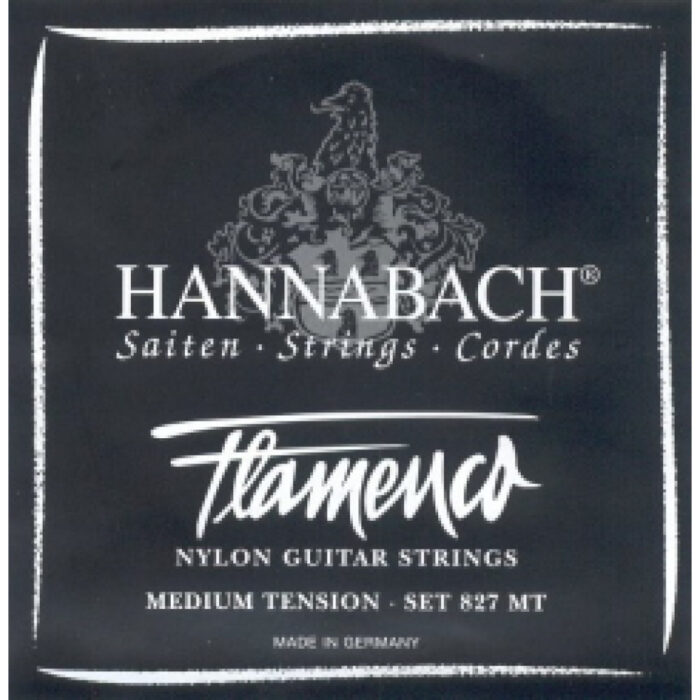 HANNABACH®
Saiten · Strings · Cordes
Flamenco
NYLON GUITAR STRINGS
MEDIUM TENSION · SET 827 MT
MADE IN GERMANY